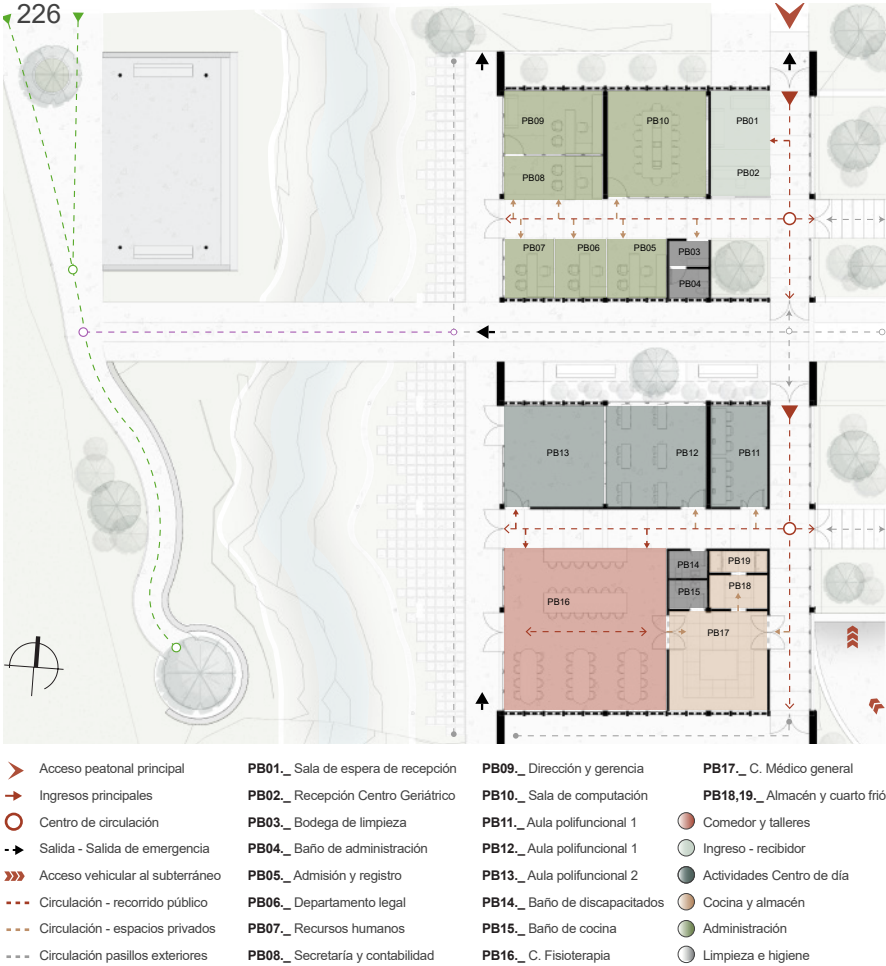 226
PB09
PB10
PB01
PB08
PB02
PB07
PB06
PB05
PB03
PB04
PB13
PB12
PB11
PB14
PB19
PB15
PB18
PB16
PB17
Acceso peatonal principal
Ingresos principales
Centro de circulación
Salida - Salida de emergencia
Acceso vehicular al subterráneo
Circulación - recorrido público
Circulación - espacios privados
Circulación pasillos exteriores
PB01._ Sala de espera de recepción
PB02._ Recepción Centro Geriátrico
PB03._ Bodega de limpieza
PB04._ Baño de administración
PB05._ Admisión y registro
PB06._ Departamento legal
PB07._ Recursos humanos
PB08._ Secretaría y contabilidad
PB09._ Dirección y gerencia
PB10._ Sala de computación
PB11._ Aula polifuncional 1
PB12._ Aula polifuncional 1
PB13._ Aula polifuncional 2
PB14._ Baño de discapacitados
PB15._ Baño de cocina
PB16._ C. Fisioterapia
PB17._ C. Médico general
PB18,19._ Almacén y cuarto frió
Comedor y talleres
Ingreso - recibidor
Actividades Centro de día
Cocina y almacén
Administración
Limpieza e higiene